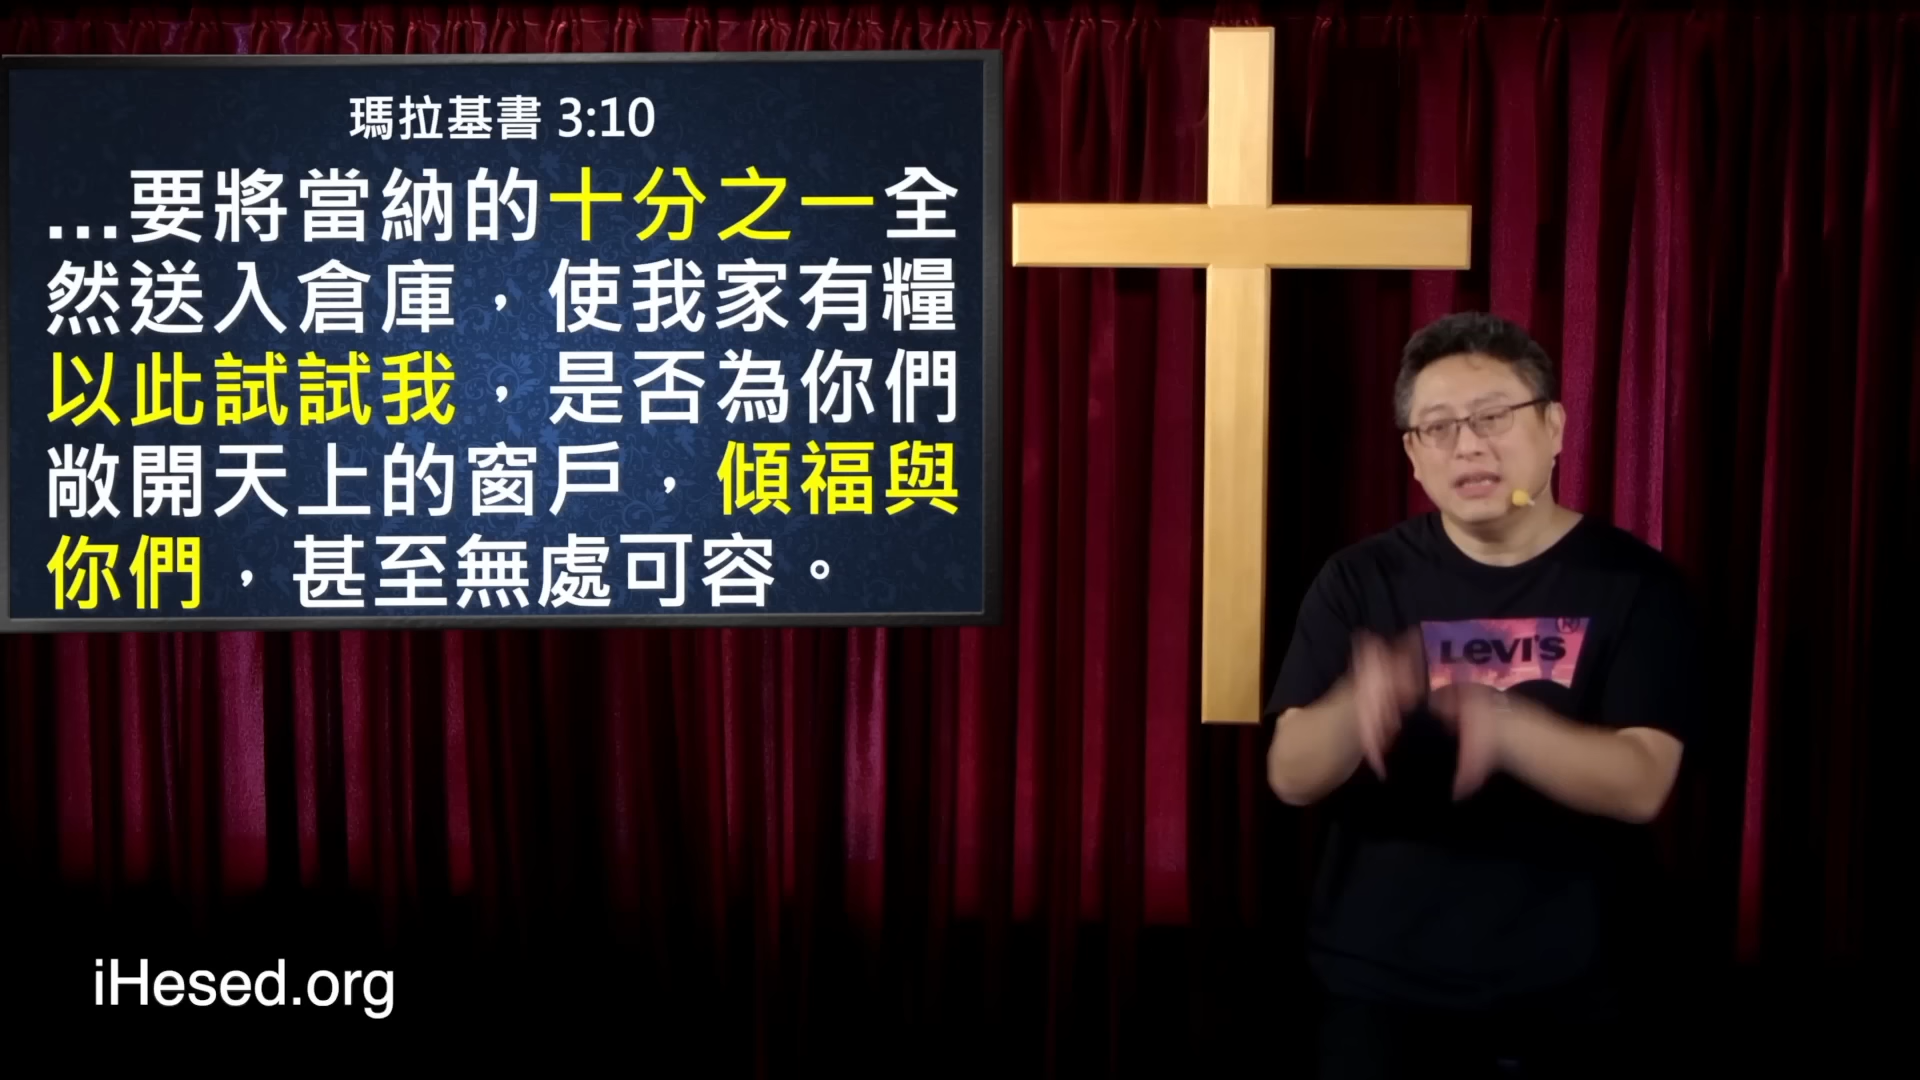 瑪拉基書 3:10
...要將當納的十分之一全
然送入倉庫，使我家有糧
以此試試我，是否為你們
敞開天上的窗戶，傾福與
你們，甚至無處可容。
Levi's®
iHesed.org